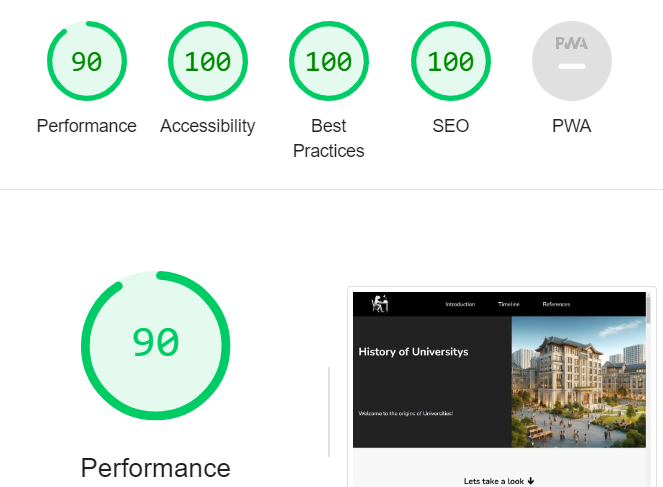 90
100
100
100
PWA
Performance
Accessibility
Best
Practices
SEO
PWA
90
Performance
Introduction
Timeline
References
History of Universitys
Welcome to the origins of Universities!
Lets take a look